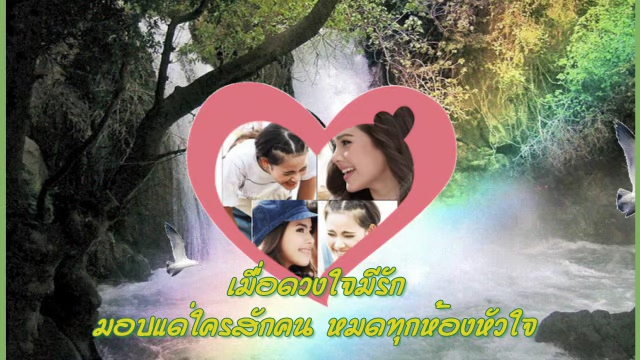 เมื่อดวงใจมีรัก
มอบแด่ใครสักคน หมดทุกห้องหัวใจ